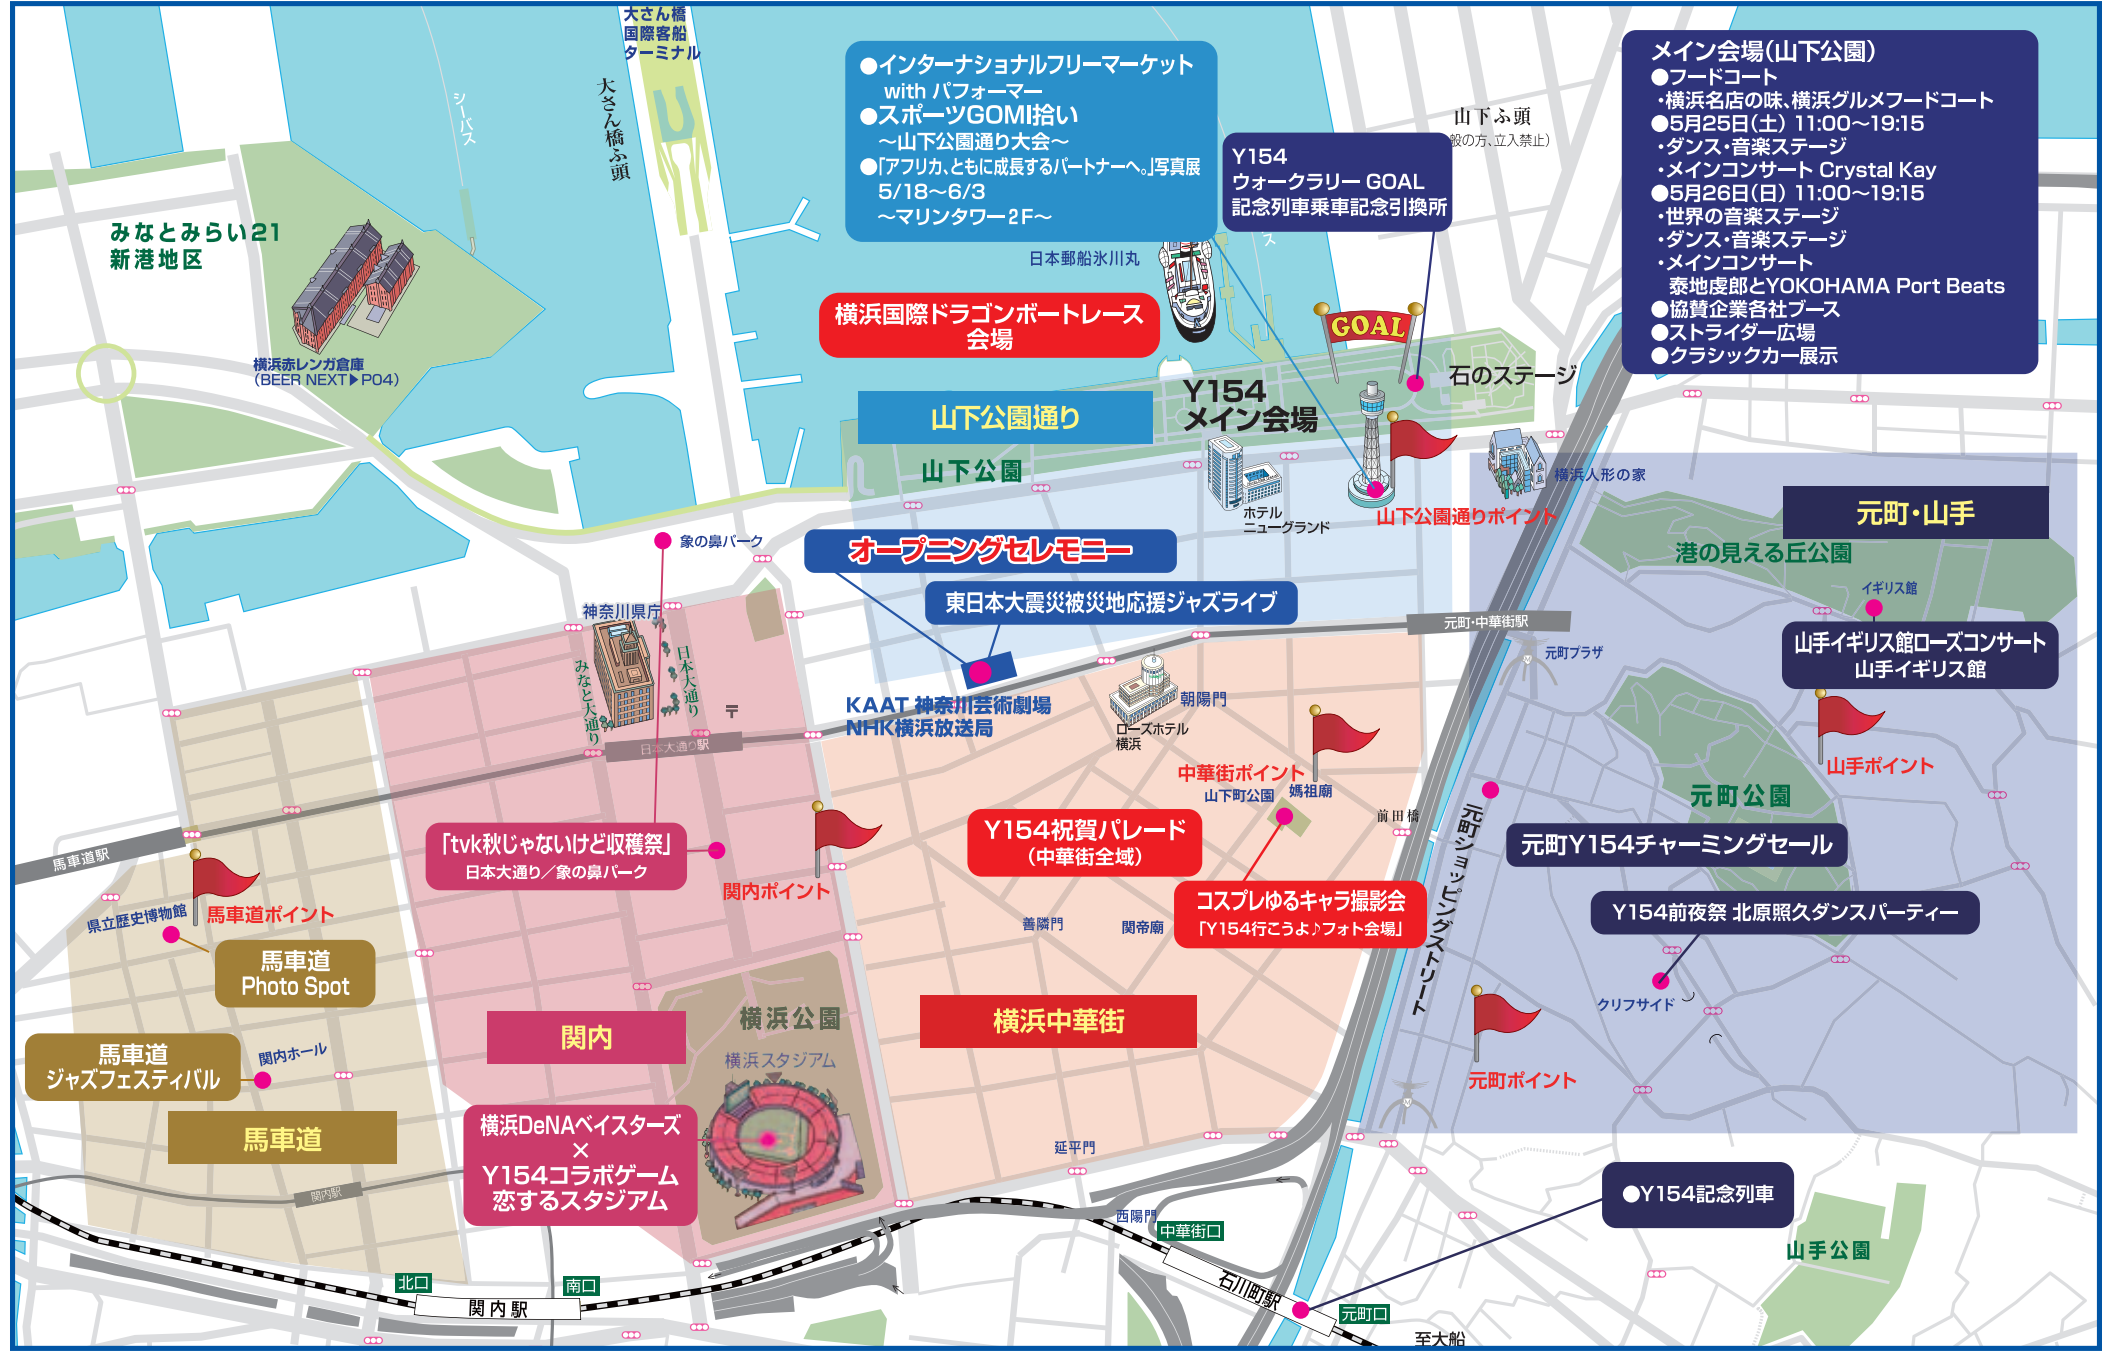 大さん橋
国際客船
ターミナル
大さん橋ふ頭
シーバス
●インターナショナルフリーマーケット
with パフォーマー
●スポーツGOMI拾い
～山下公園通り大会～
●「アフリカ、ともに成長するパートナーへ。」写真展
5/18～6/3
～マリンタワー2F～
山下ふ頭
般の方、立入禁止）
Y154
ウォークラリー GOAL
記念列車乗車記念引換所
ス
メイン会場（山下公園）
●フードコート
・横浜名店の味、横浜グルメフードコート
●5月25日（土） 11:00～19:15
・ダンス・音楽ステージ
・メインコンサート Crystal Kay
●5月26日（日） 11:00～19:15
・世界の音楽ステージ
・ダンス・音楽ステージ
・メインコンサート
泰地虔郎とYOKOHAMA Port Beats
●協賛企業各社ブース
●ストライダー広場
●クラシックカー展示
みなとみらい21
新港地区
横浜赤レンガ倉庫
（BEER NEXT▶P04）
日本郵船氷川丸
横浜国際ドラゴンボートレース
会場
GOAL
石のステージ
Y154
メイン会場
山下公園通り
山下公園
ホテル
ニューグランド
山下公園通りポイント
横浜人形の家
元町・山手
港の見える丘公園
イギリス館
山手イギリス館ローズコンサート
山手イギリス館
山手ポイント
象の鼻パーク
オープニングセレモニー
東日本大震災被災地応援ジャズライブ
KAAT 神奈川芸術劇場
NHK横浜放送局
神奈川県庁
みなと大通り
日本大通り
〒
日本大通り駅
元町・中華街駅
元町プラザ
朝陽門
ローズホテル
横浜
中華街ポイント
山下町公園
媽祖廟
前田橋
元町公園
元町ショッピングストリート
元町Y154チャーミングセール
Y154前夜祭 北原照久ダンスパーティー
クリフサイド
元町ポイント
Y154祝賀パレード
（中華街全域）
コスプレゆるキャラ撮影会
「Y154行こうよ♪フォト会場」
善隣門
関帝廟
横浜中華街
延平門
西陽門
「tvk秋じゃないけど収穫祭」
日本大通り／象の鼻パーク
関内ポイント
関内
横浜公園
横浜スタジアム
横浜DeNAベイスターズ
×
Y154コラボゲーム
恋するスタジアム
馬車道駅
県立歴史博物館
馬車道ポイント
馬車道
Photo Spot
馬車道
ジャズフェスティバル
関内ホール
馬車道
関内駅
北口
関内駅
南口
中華街口
石川町駅
元町口
至大船
●Y154記念列車
山手公園